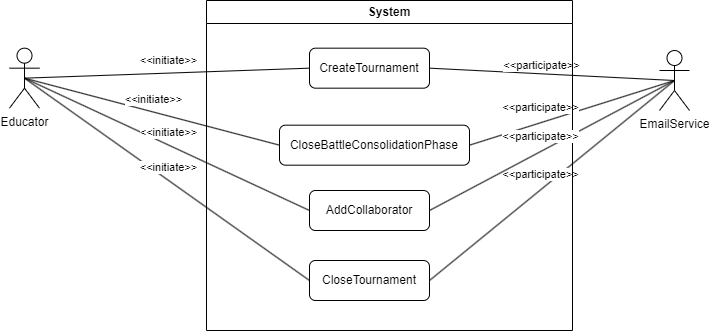 System
<<initiate>>
CreateTournament
<<participate>>
Educator
<<initiate>>
<<participate>>
EmailService
<<initiate>>
CloseBattleConsolidationPhase
<<participate>>
<<initiate>>
AddCollaborator
<<participate>>
CloseTournament